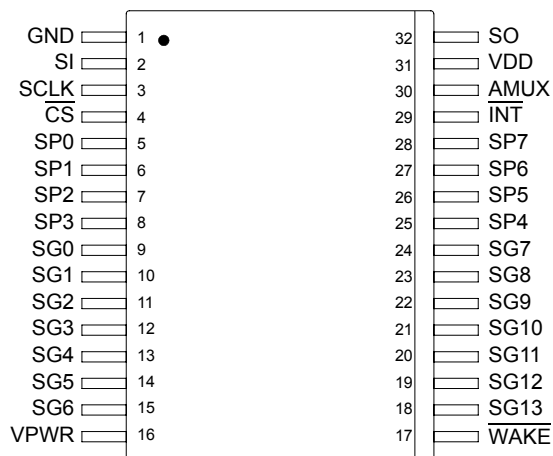 GND 1 32 SO
SI 2 31 VDD
SCLK 3 30 AMUX
CS 4 29 INT
SP0 5 28 SP7
SP1 6 27 SP6
SP2 7 26 SP5
SP3 8 25 SP4
SG0 9 24 SG7
SG1 10 23 SG8
SG2 11 22 SG9
SG3 12 21 SG10
SG4 13 20 SG11
SG5 14 19 SG12
SG6 15 18 SG13
VPWR 16 17 WAKE